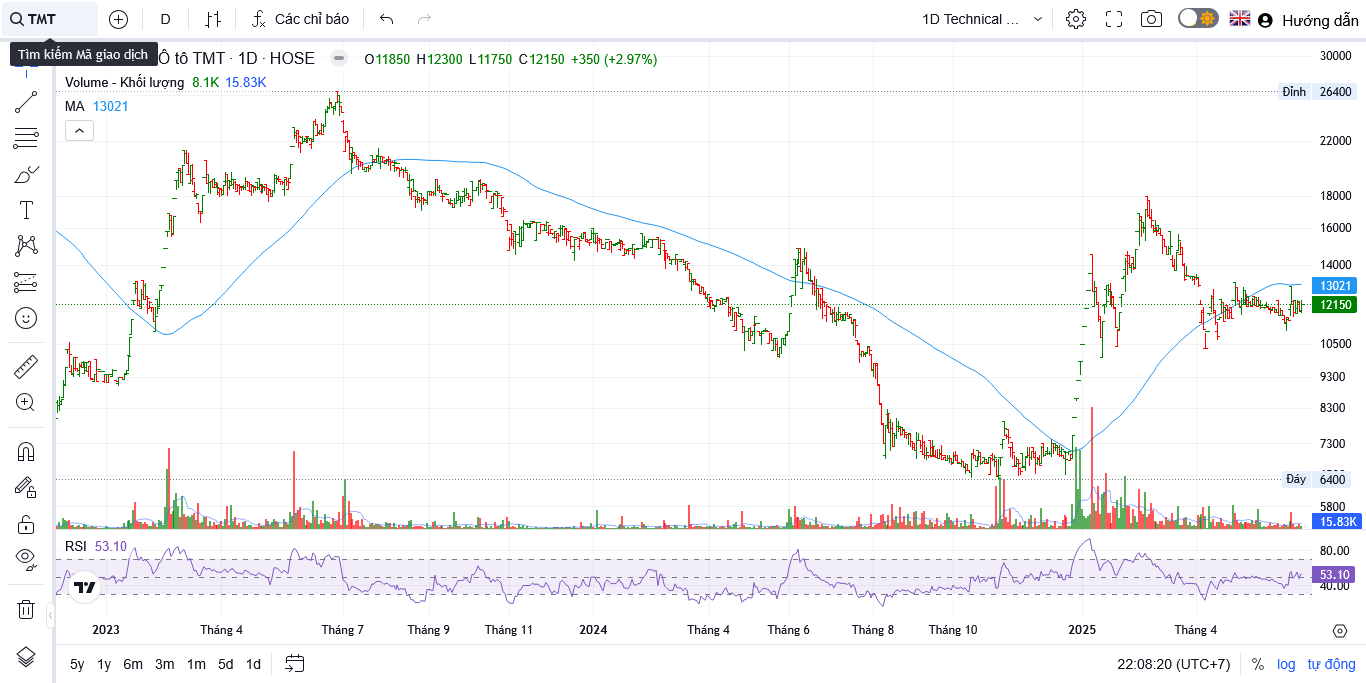 TMT D Các chỉ báo 1D Technical ... Hướng dẫn
Tìm kiếm Mã giao dịch
Ô tô TMT · 1D · HOSE O11850 H12300 L11750 C12150 +350 (+2.97%)
Volume - Khối lượng 8.1K 15.83K
MA 13021
30000
Đỉnh 26400
22000
18000
16000
14000
13021
12150
10500
9300
8300
7300
Đáy 6400
5800
15.83K
RSI 53.10
80.00
53.10
40.00
2023 Tháng 4 Tháng 7 Tháng 9 Tháng 11 2024 Tháng 4 Tháng 6 Tháng 8 Tháng 10 2025 Tháng 4
5y 1y 6m 3m 1m 5d 1d 22:08:20 (UTC+7) % log tự động